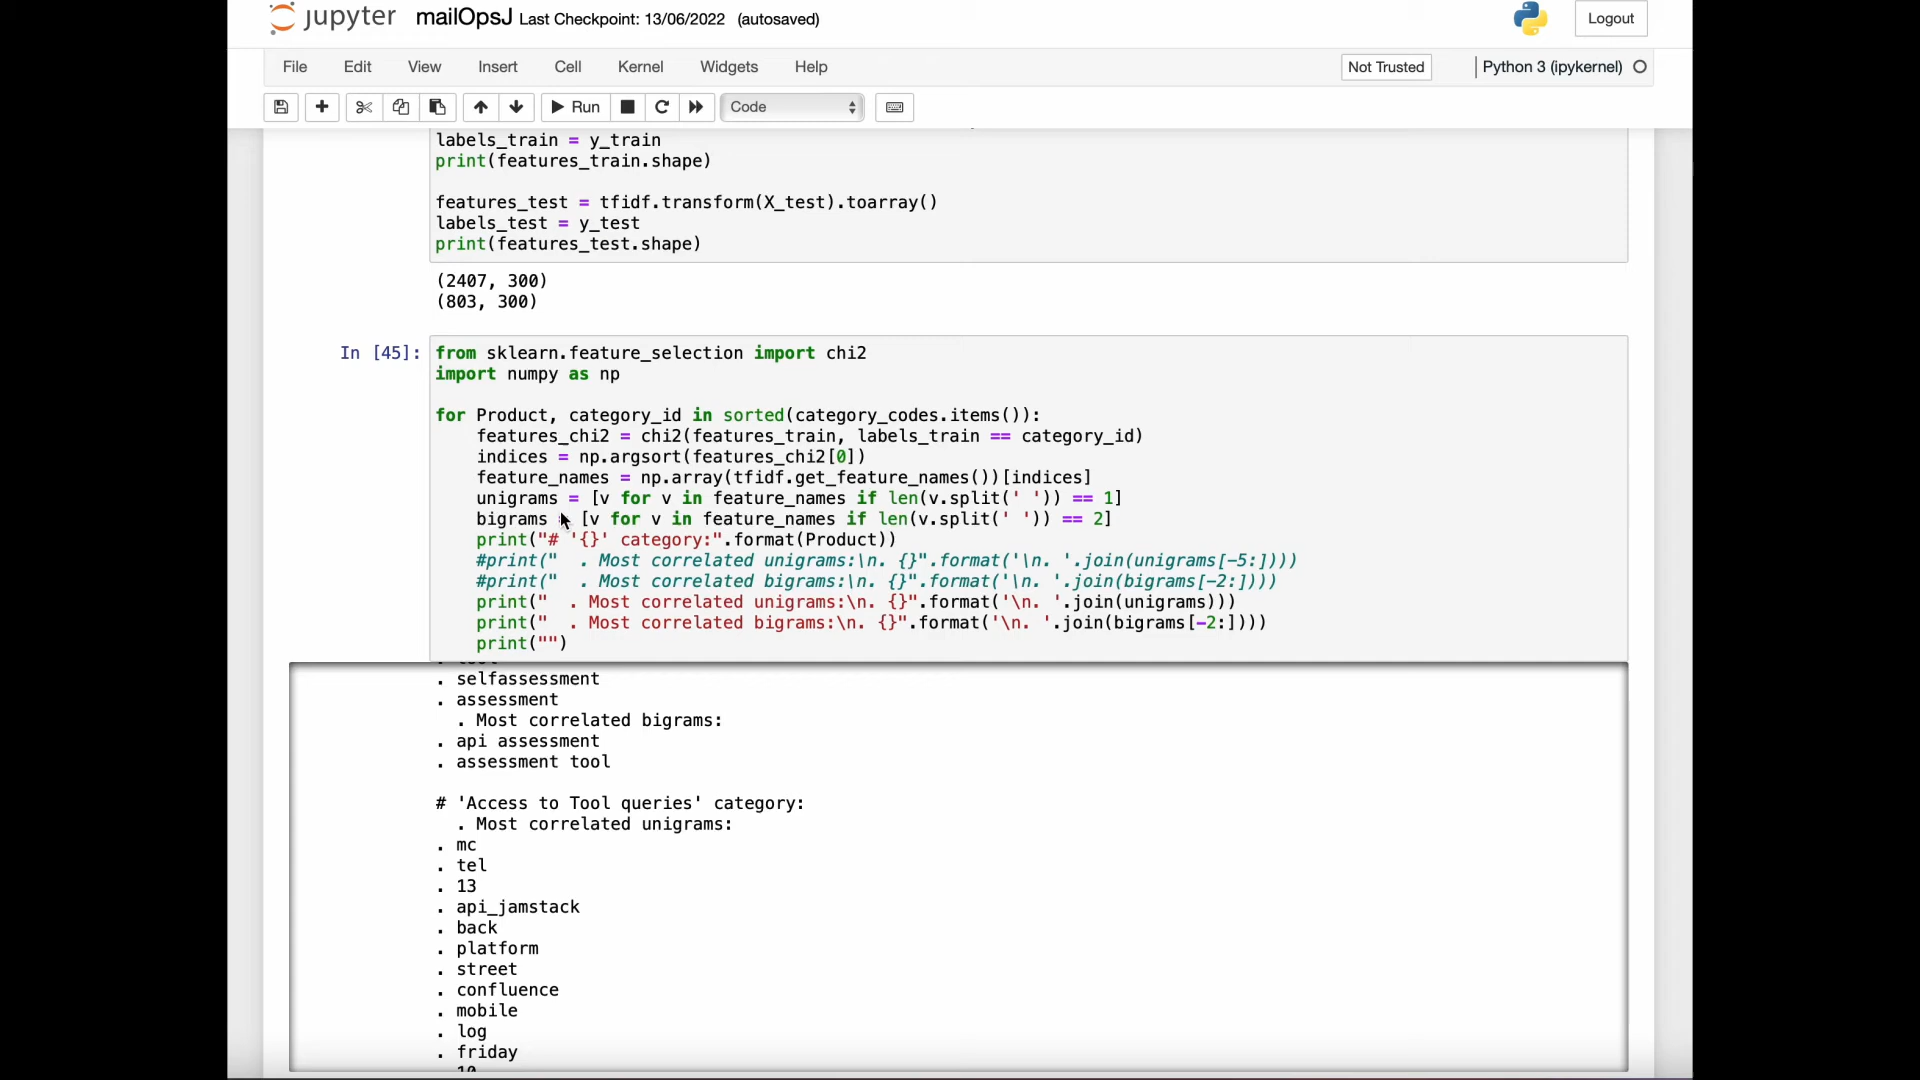 jupyter mailOpsJ Last Checkpoint: 13/06/2022 (autosaved) Logout
File Edit View Insert Cell Kernel Widgets Help Not Trusted Python 3 (ipykernel)
Run Code
labels_train = y_train
print(features_train.shape)
features_test = tfidf.transform(X_test).toarray()
labels_test = y_test
print(features_test.shape)
(2407, 300)
(803, 300)
In [45]: from sklearn.feature_selection import chi2
import numpy as np
for Product, category_id in sorted(category_codes.items()):
    features_chi2 = chi2(features_train, labels_train == category_id)
    indices = np.argsort(features_chi2[0])
    feature_names = np.array(tfidf.get_feature_names())[indices]
    unigrams = [v for v in feature_names if len(v.split(' ')) == 1]
    bigrams = [v for v in feature_names if len(v.split(' ')) == 2]
    print("# '{}' category:".format(Product))
    #print("  . Most correlated unigrams:\n. {}".format('\n. '.join(unigrams[-5:])))
    #print("  . Most correlated bigrams:\n. {}".format('\n. '.join(bigrams[-2:])))
    print("  . Most correlated unigrams:\n. {}".format('\n. '.join(unigrams)))
    print("  . Most correlated bigrams:\n. {}".format('\n. '.join(bigrams[-2:])))
    print("")
. selfassessment
. assessment
  . Most correlated bigrams:
. api assessment
. assessment tool
# 'Access to Tool queries' category:
  . Most correlated unigrams:
. mc
. tel
. 13
. api_jamstack
. back
. platform
. street
. confluence
. mobile
. log
. friday